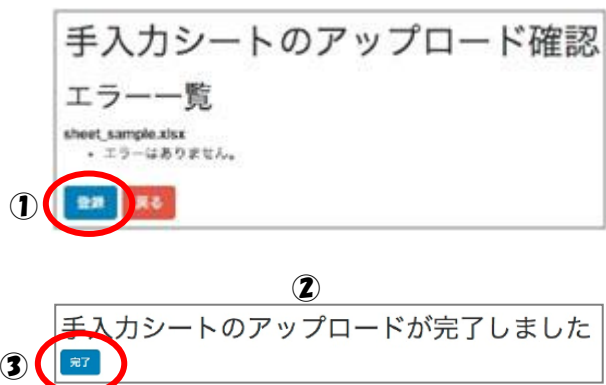 手入力シートのアップロード確認
エラー一覧
sheet_sample.xlsx
• エラーはありません。
① 登録 戻る
②
手入力シートのアップロードが完了しました
③ 完了